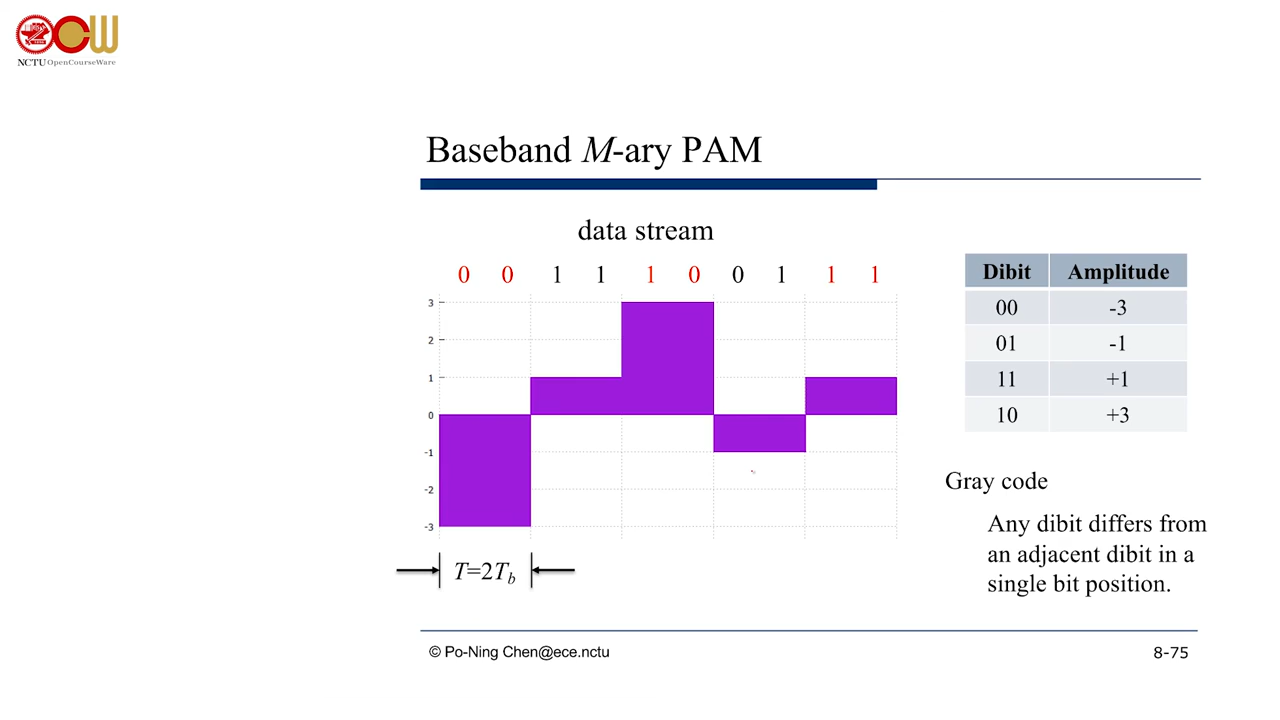 NCTU OpenCourseWare
Baseband M-ary PAM
data stream
0 0 1 1 1 0 0 1 1 1
3
2
1
0
-1
-2
-3
T=2Tb
Dibit Amplitude
00 -3
01 -1
11 +1
10 +3
Gray code
Any dibit differs from
an adjacent dibit in a
single bit position.
© Po-Ning Chen@ece.nctu
8-75